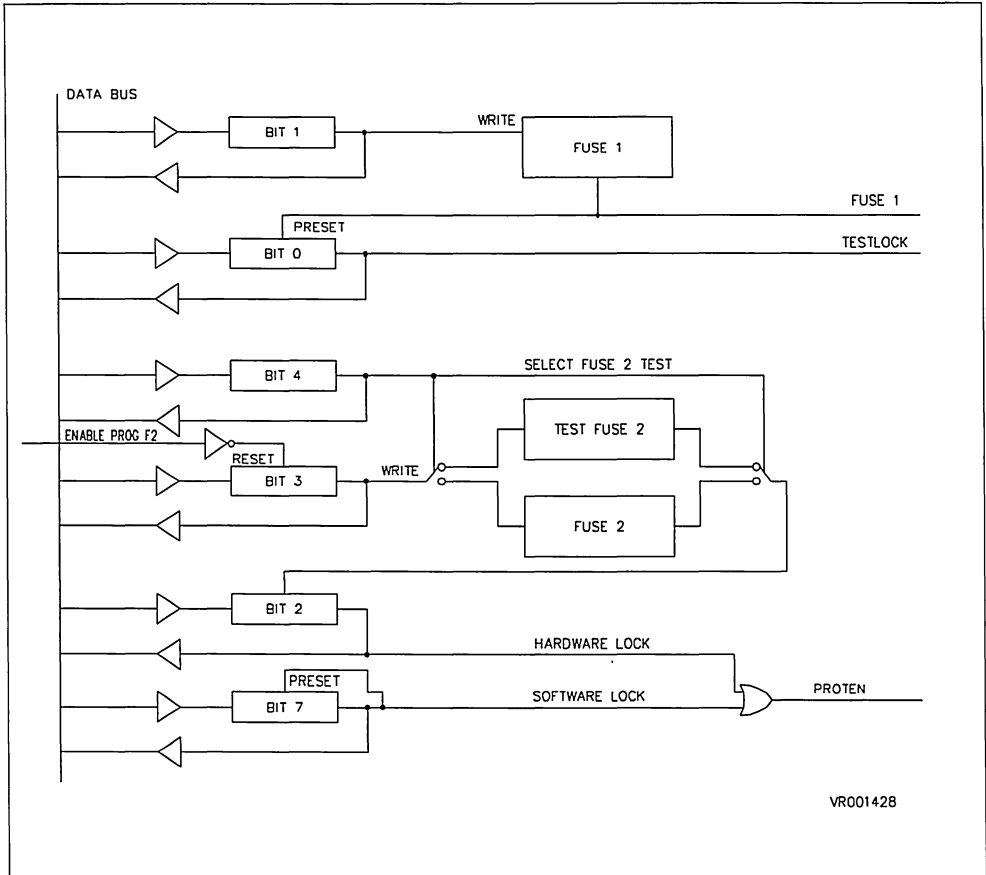 DATA BUS
BIT 1
WRITE
FUSE 1
FUSE 1
PRESET
BIT 0
TESTLOCK
BIT 4
SELECT FUSE 2 TEST
ENABLE PROG F2
RESET
BIT 3
WRITE
TEST FUSE 2
FUSE 2
BIT 2
HARDWARE LOCK
PRESET
BIT 7
SOFTWARE LOCK
PROTEN
VR001428